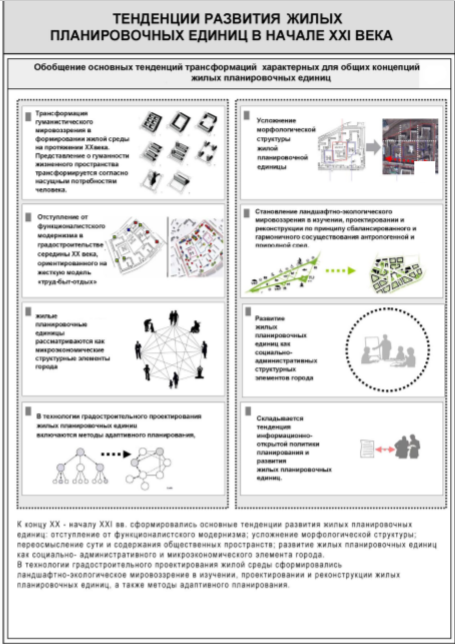 ТЕНДЕНЦИИ РАЗВИТИЯ ЖИЛЫХ
ПЛАНИРОВОЧНЫХ ЕДИНИЦ В НАЧАЛЕ XXI ВЕКА
Обобщение основных тенденций трансформаций характерных для общих концепций
жилых планировочных единиц
Трансформация
гуманистического
мировоззрения в
формировании жилой среды
на протяжении XXвека.
Представление о гуманности
жизненного пространства
трансформируется согласно
насущным потребностям
человека.
Отступление от
функционалистского
модернизма в
градостроительстве
середины XX века,
ориентированного на
жесткую модель
«труд-быт-отдых»
жилые
планировочные
единицы
рассматриваются как
микроэкономические
структурные элементы
города
В технологии градостроительного проектирования
жилых планировочных единиц
включаются методы адаптивного планирования,
Усложнение
морфологической
структуры
жилой
планировочной
единицы
Становление ландшафтно-экологического
мировоззрения в изучении, проектировании и
реконструкции по принципу сбалансированного и
гармоничного сосуществования антропогенной и
природной сред.
Развитие
жилых
планировочных
единиц как
социально-
административных
структурных
элементов города
Складывается
тенденция
информационно-
открытой политики
планирования и
развития
жилых планировочных
единиц.
К концу XX - началу XXI вв. сформировались основные тенденции развития жилых планировочных
единиц: отступление от функционалистского модернизма; усложнение морфологической структуры;
переосмысление сути и содержания общественных пространств; развитие жилых планировочных единиц
как социально- административного и микроэкономического элемента города.
В технологии градостроительного проектирования жилой среды сформировались
ландшафтно-экологическое мировоззрение в изучении, проектировании и реконструкции жилых
планировочных единиц, а также методы адаптивного планирования.